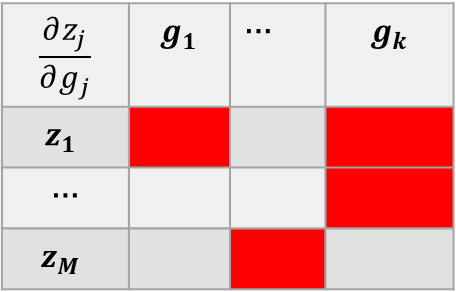 ∂z_j/∂g_j g_1 ⋯ g_k
z_1
⋯
z_M